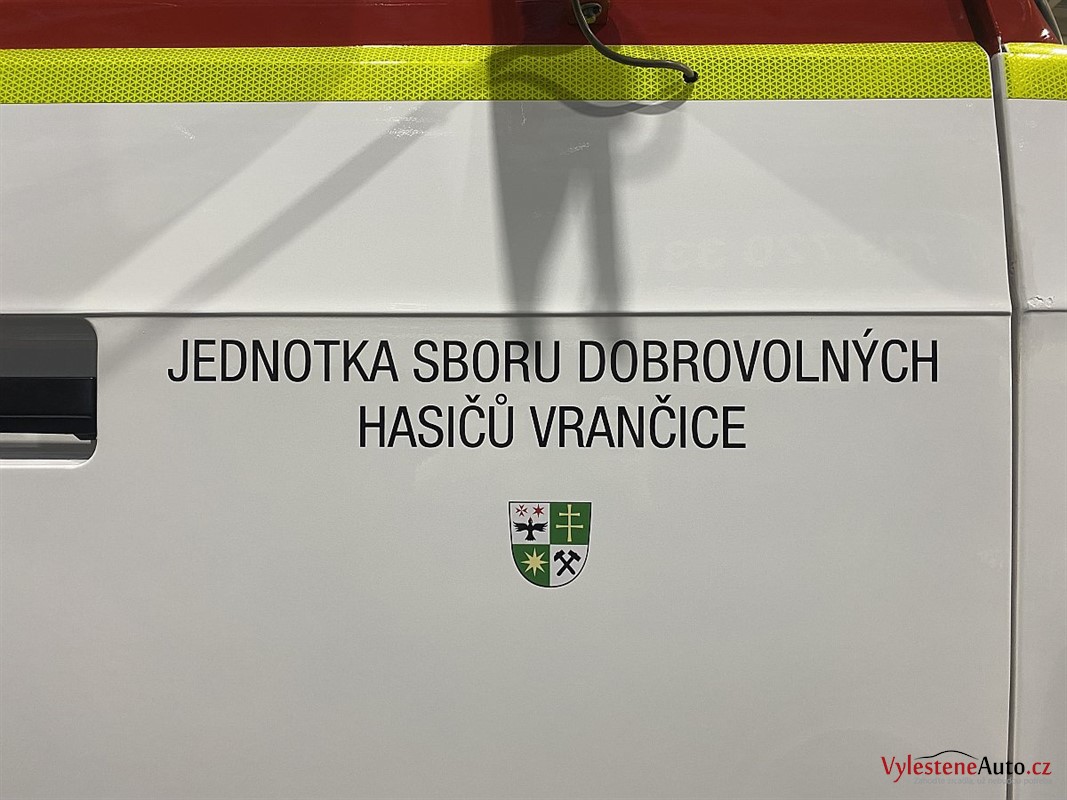 JEDNOTKA SBORU DOBROVOLNÝCH
HASIČŮ VRANČICE
VylesteneAuto.cz